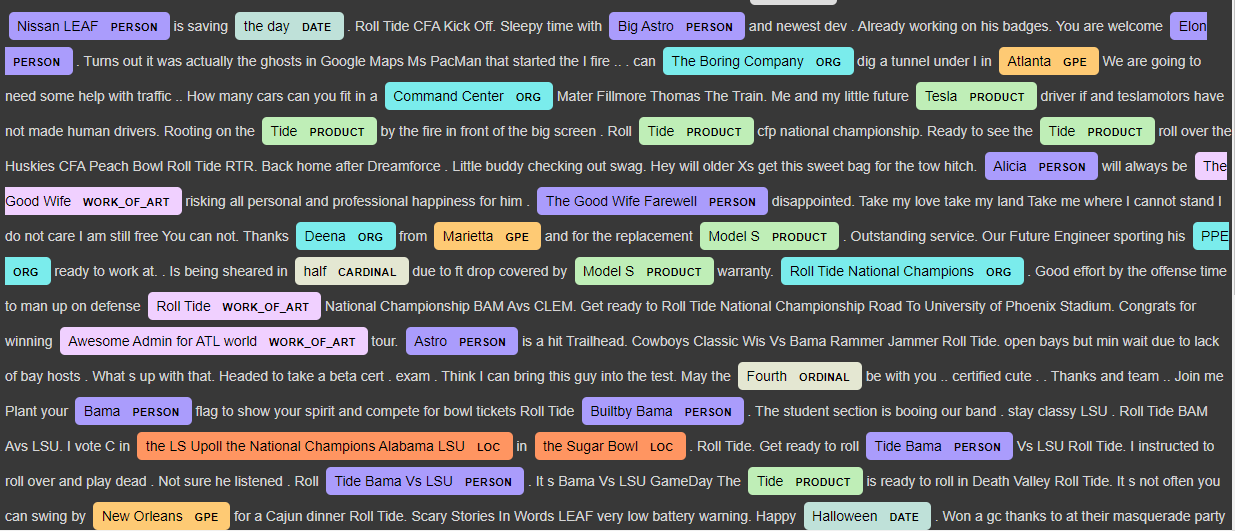 Nissan LEAF PERSON is saving the day DATE . Roll Tide CFA Kick Off. Sleepy time with Big Astro PERSON and newest dev . Already working on his badges. You are welcome Elon
PERSON . Turns out it was actually the ghosts in Google Maps Ms PacMan that started the I fire .. . can The Boring Company ORG dig a tunnel under I in Atlanta GPE We are going to
need some help with traffic .. How many cars can you fit in a Command Center ORG Mater Fillmore Thomas The Train. Me and my little future Tesla PRODUCT driver if and teslamotors have
not made human drivers. Rooting on the Tide PRODUCT by the fire in front of the big screen . Roll Tide PRODUCT cfp national championship. Ready to see the Tide PRODUCT roll over the
Huskies CFA Peach Bowl Roll Tide RTR. Back home after Dreamforce . Little buddy checking out swag. Hey will older Xs get this sweet bag for the tow hitch. Alicia PERSON will always be The
Good Wife WORK_OF_ART risking all personal and professional happiness for him . The Good Wife Farewell PERSON disappointed. Take my love take my land Take me where I cannot stand I
do not care I am still free You can not. Thanks Deena ORG from Marietta GPE and for the replacement Model S PRODUCT . Outstanding service. Our Future Engineer sporting his PPE
ORG ready to work at. . Is being sheared in half CARDINAL due to ft drop covered by Model S PRODUCT warranty. Roll Tide National Champions ORG . Good effort by the offense time
to man up on defense Roll Tide WORK_OF_ART National Championship BAM Avs CLEM. Get ready to Roll Tide National Championship Road To University of Phoenix Stadium. Congrats for
winning Awesome Admin for ATL world WORK_OF_ART tour. Astro PERSON is a hit Trailhead. Cowboys Classic Wis Vs Bama Rammer Jammer Roll Tide. open bays but min wait due to lack
of bay hosts . What s up with that. Headed to take a beta cert . exam . Think I can bring this guy into the test. May the Fourth ORDINAL be with you .. certified cute . . Thanks and team .. Join me
Plant your Bama PERSON flag to show your spirit and compete for bowl tickets Roll Tide Builtby Bama PERSON . The student section is booing our band . stay classy LSU . Roll Tide BAM
Avs LSU. I vote C in the LS Upoll the National Champions Alabama LSU LOC in the Sugar Bowl LOC . Roll Tide. Get ready to roll Tide Bama PERSON Vs LSU Roll Tide. I instructed to
roll over and play dead . Not sure he listened . Roll Tide Bama Vs LSU PERSON . It s Bama Vs LSU GameDay The Tide PRODUCT is ready to roll in Death Valley Roll Tide. It s not often you
can swing by New Orleans GPE for a Cajun dinner Roll Tide. Scary Stories In Words LEAF very low battery warning. Happy Halloween DATE . Won a gc thanks to at their masquerade party